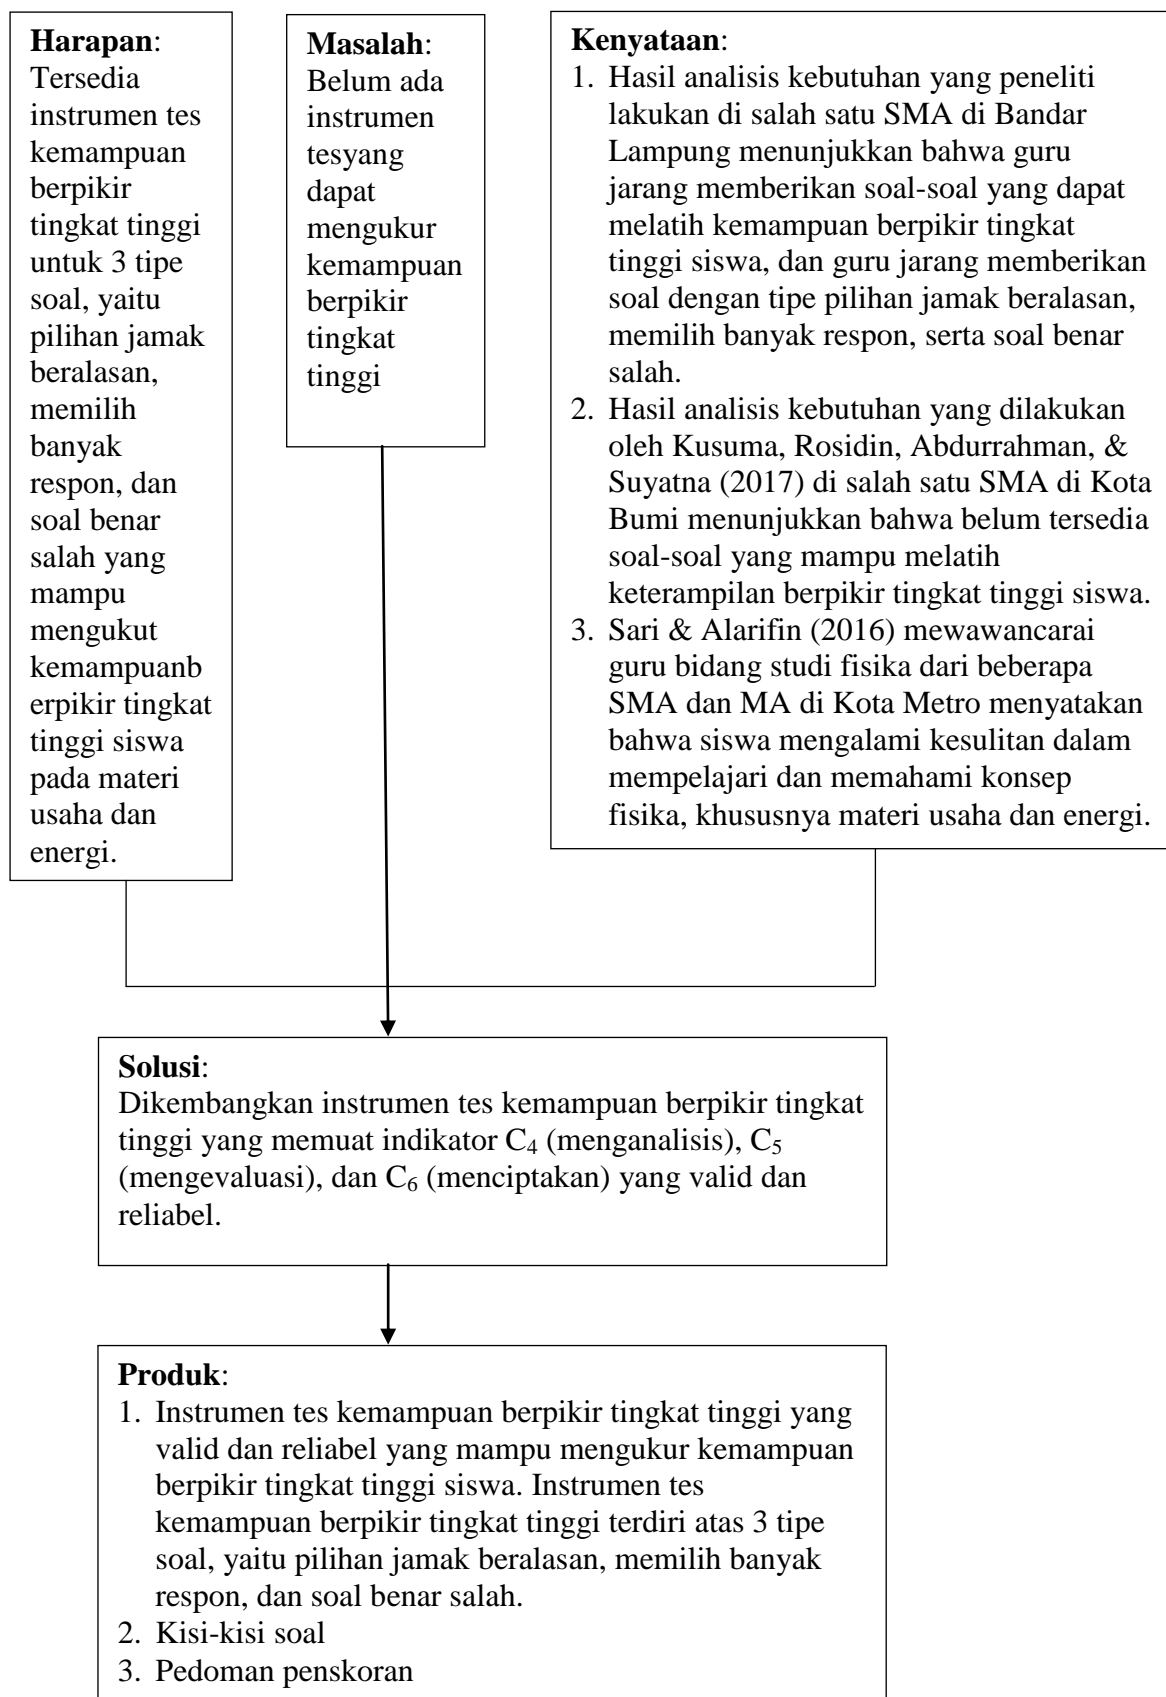 Harapan:
Tersedia
instrumen tes
kemampuan
berpikir
tingkat tinggi
untuk 3 tipe
soal, yaitu
pilihan jamak
beralasan,
memilih
banyak
respon, dan
soal benar
salah yang
mampu
mengukut
kemampuanb
erpikir tingkat
tinggi siswa
pada materi
usaha dan
energi.
Masalah:
Belum ada
instrumen
tesyang
dapat
mengukur
kemampuan
berpikir
tingkat
tinggi
Kenyataan:
1. Hasil analisis kebutuhan yang peneliti
lakukan di salah satu SMA di Bandar
Lampung menunjukkan bahwa guru
jarang memberikan soal-soal yang dapat
melatih kemampuan berpikir tingkat
tinggi siswa, dan guru jarang memberikan
soal dengan tipe pilihan jamak beralasan,
memilih banyak respon, serta soal benar
salah.
2. Hasil analisis kebutuhan yang dilakukan
oleh Kusuma, Rosidin, Abdurrahman, &
Suyatna (2017) di salah satu SMA di Kota
Bumi menunjukkan bahwa belum tersedia
soal-soal yang mampu melatih
keterampilan berpikir tingkat tinggi siswa.
3. Sari & Alarifin (2016) mewawancarai
guru bidang studi fisika dari beberapa
SMA dan MA di Kota Metro menyatakan
bahwa siswa mengalami kesulitan dalam
mempelajari dan memahami konsep
fisika, khususnya materi usaha dan energi.
Solusi:
Dikembangkan instrumen tes kemampuan berpikir tingkat
tinggi yang memuat indikator C₄ (menganalisis), C₅
(mengevaluasi), dan C₆ (menciptakan) yang valid dan
reliabel.
Produk:
1. Instrumen tes kemampuan berpikir tingkat tinggi yang
valid dan reliabel yang mampu mengukur kemampuan
berpikir tingkat tinggi siswa. Instrumen tes
kemampuan berpikir tingkat tinggi terdiri atas 3 tipe
soal, yaitu pilihan jamak beralasan, memilih banyak
respon, dan soal benar salah.
2. Kisi-kisi soal
3. Pedoman penskoran